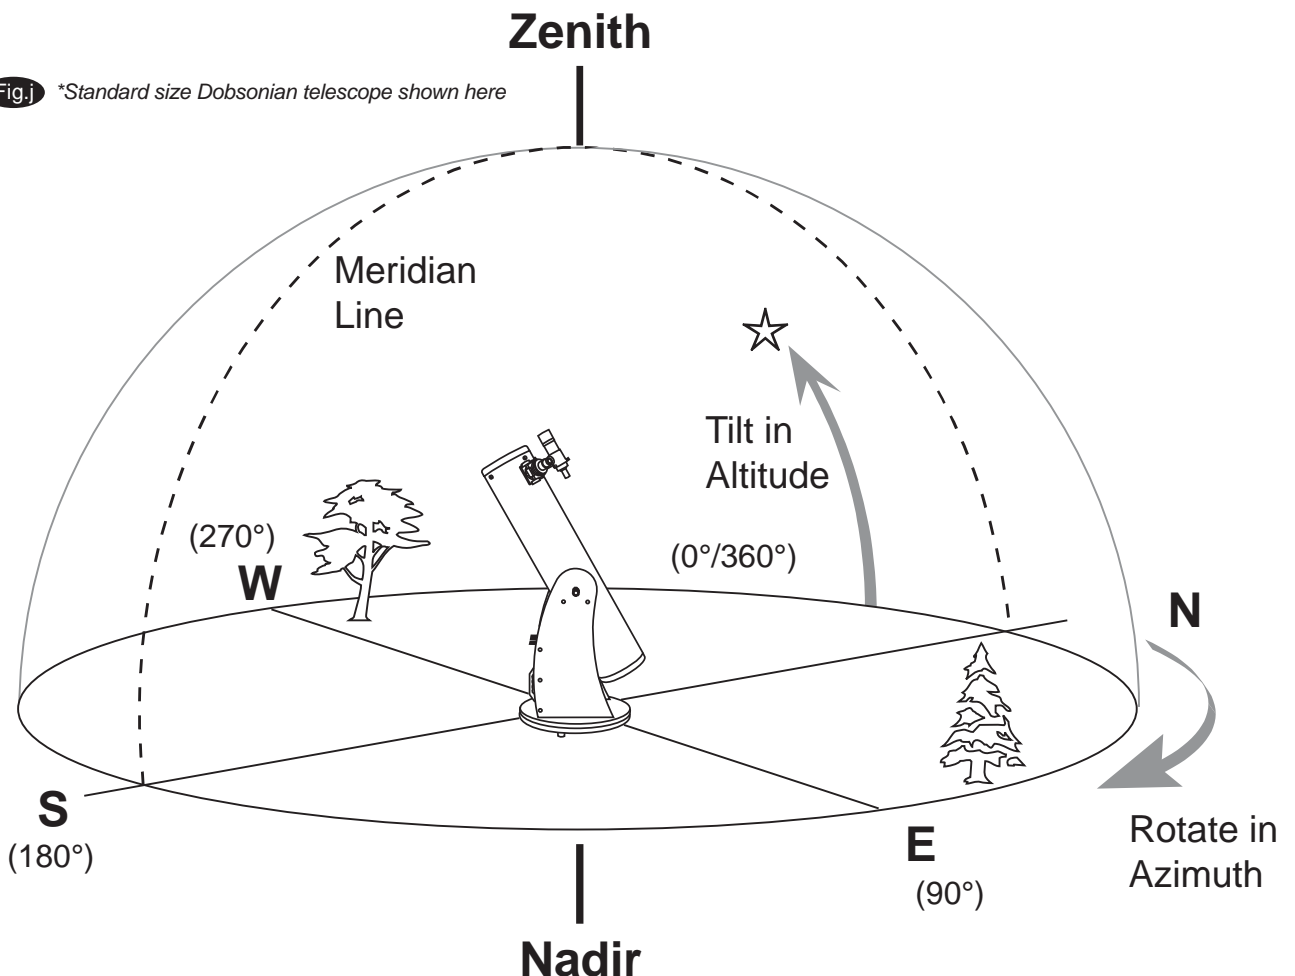 Zenith
Fig.j *Standard size Dobsonian telescope shown here
Meridian
Line
Tilt in
Altitude
(270°)
(0°/360°)
W
N
S
(180°)
E
(90°)
Rotate in
Azimuth
Nadir